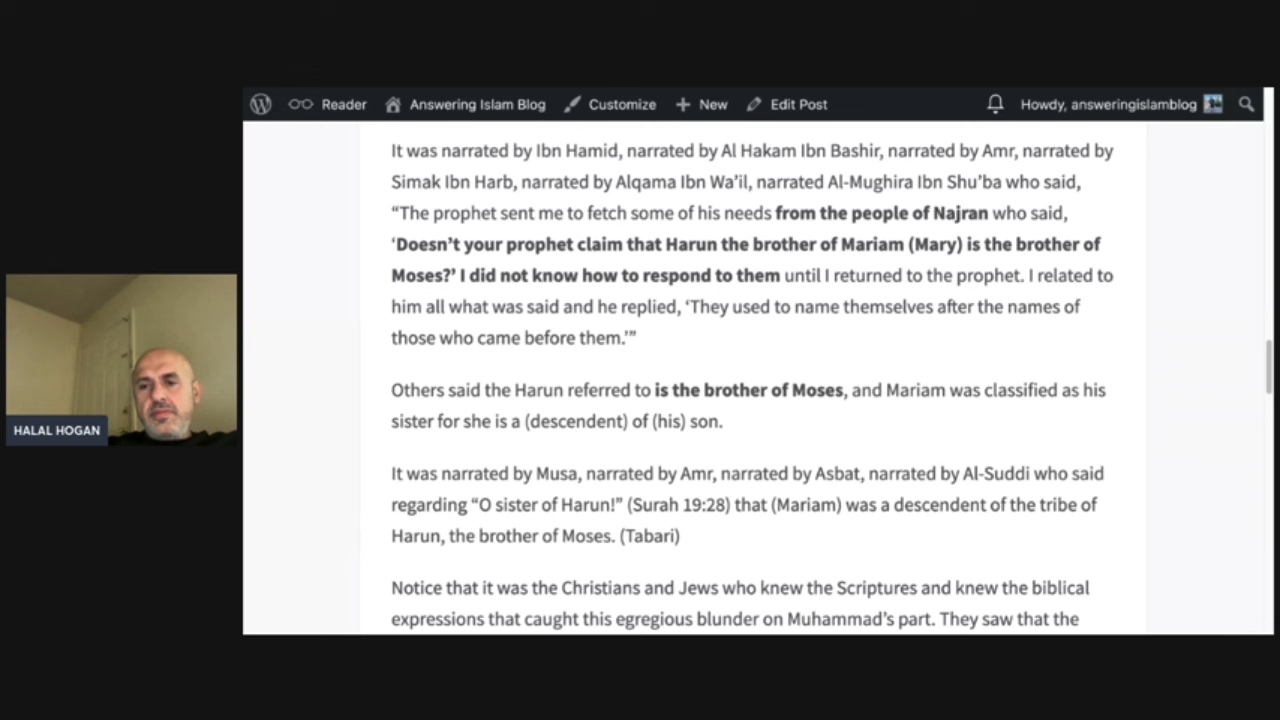 Reader Answering Islam Blog Customize New Edit Post Howdy, answeringislamblog
It was narrated by Ibn Hamid, narrated by Al Hakam Ibn Bashir, narrated by Amr, narrated by
Simak Ibn Harb, narrated by Alqama Ibn Wa’il, narrated Al-Mughira Ibn Shu’ba who said,
“The prophet sent me to fetch some of his needs from the people of Najran who said,
‘Doesn’t your prophet claim that Harun the brother of Mariam (Mary) is the brother of
Moses?’ I did not know how to respond to them until I returned to the prophet. I related to
him all what was said and he replied, ‘They used to name themselves after the names of
those who came before them.’”
Others said the Harun referred to is the brother of Moses, and Mariam was classified as his
sister for she is a (descendent) of (his) son.
It was narrated by Musa, narrated by Amr, narrated by Asbat, narrated by Al-Suddi who said
regarding “O sister of Harun!” (Surah 19:28) that (Mariam) was a descendent of the tribe of
Harun, the brother of Moses. (Tabari)
Notice that it was the Christians and Jews who knew the Scriptures and knew the biblical
expressions that caught this egregious blunder on Muhammad’s part. They saw that the
HALAL HOGAN